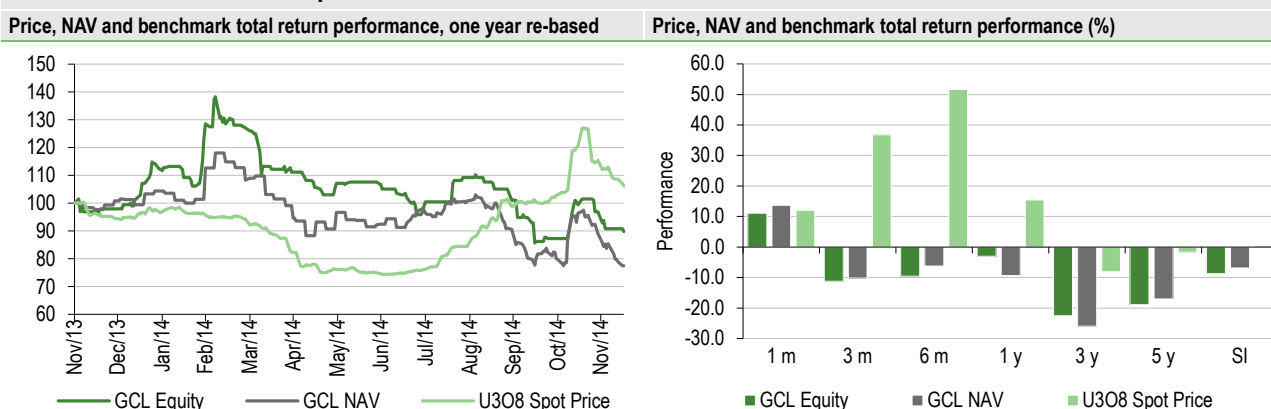 Price, NAV and benchmark total return performance, one year re-based
150
140
130
120
110
100
90
80
70
60
Nov/13
Dec/13
Jan/14
Feb/14
Mar/14
Apr/14
May/14
Jun/14
Jul/14
Aug/14
Sep/14
Oct/14
Nov/14
GCL Equity
GCL NAV
U3O8 Spot Price
Price, NAV and benchmark total return performance (%)
Performance
60.0
50.0
40.0
30.0
20.0
10.0
0.0
-10.0
-20.0
-30.0
1 m
3 m
6 m
1 y
3 y
5 y
SI
GCL Equity
GCL NAV
U3O8 Spot Price